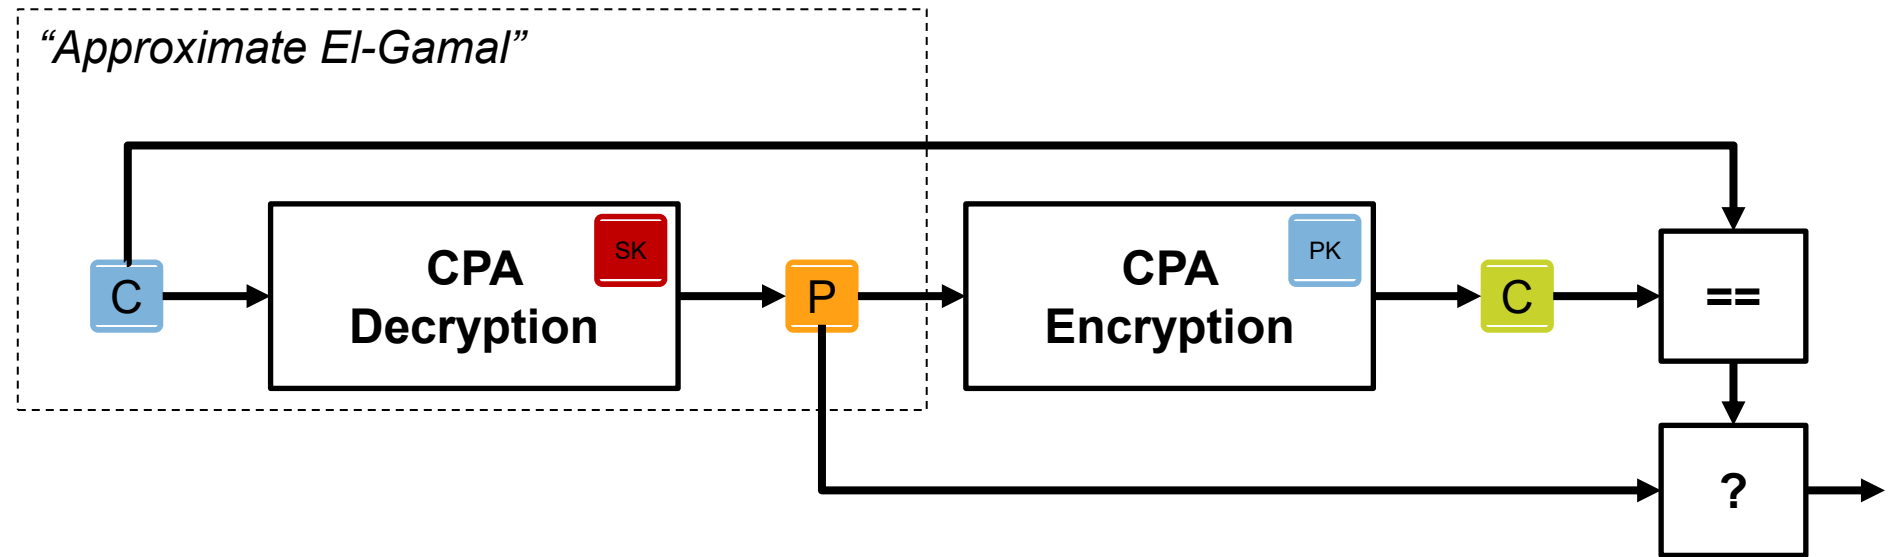 “Approximate El-Gamal”
C
CPA
Decryption
SK
P
CPA
Encryption
PK
C
==
?